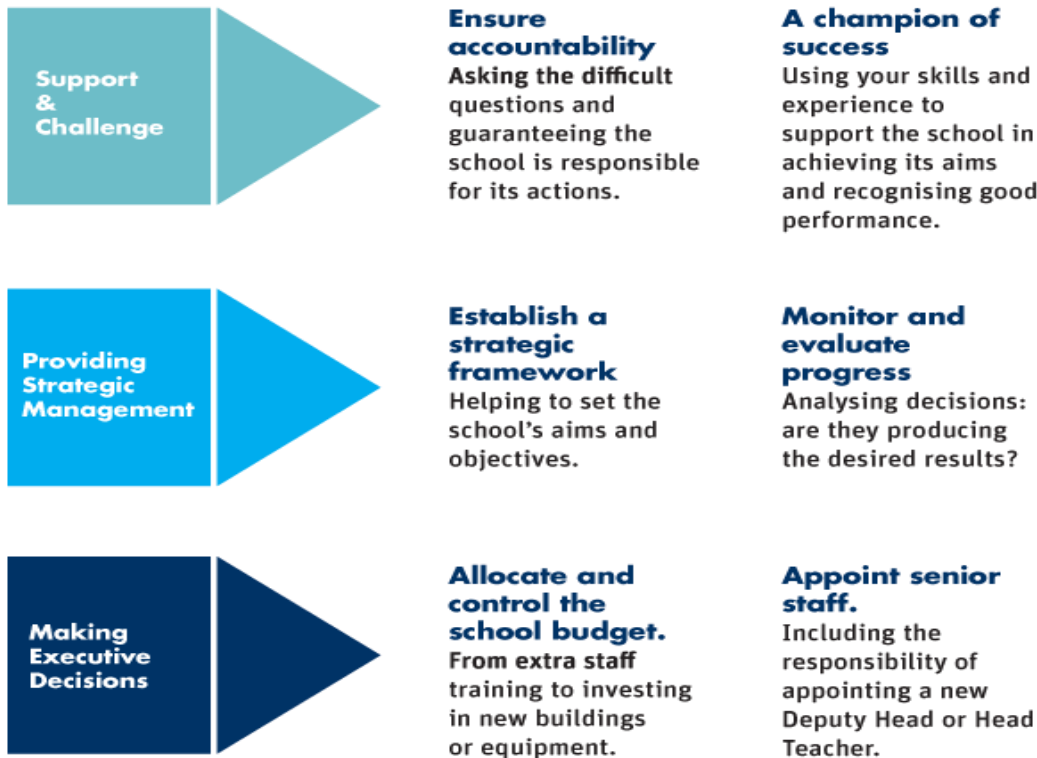 Support
&
Challenge
Ensure
accountability
Asking the difficult
questions and
guaranteeing the
school is responsible
for its actions.
A champion of
success
Using your skills and
experience to
support the school in
achieving its aims
and recognising good
performance.
Providing
Strategic
Management
Establish a
strategic
framework
Helping to set the
school’s aims and
objectives.
Monitor and
evaluate
progress
Analysing decisions:
are they producing
the desired results?
Making
Executive
Decisions
Allocate and
control the
school budget.
From extra staff
training to investing
in new buildings
or equipment.
Appoint senior
staff.
Including the
responsibility of
appointing a new
Deputy Head or Head
Teacher.